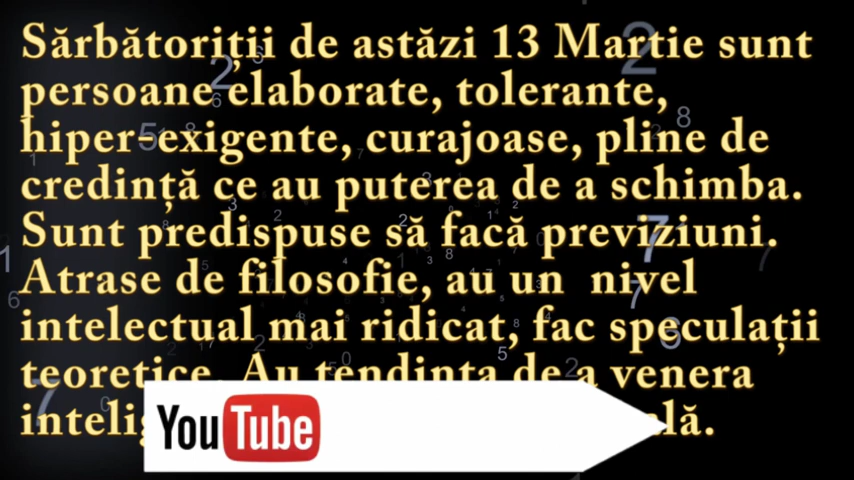 Sărbătoriții de astăzi 13 Martie sunt
persoane elaborate, tolerante,
hiper-exigente, curajoase, pline de
credință ce au puterea de a schimba.
Sunt predispuse să facă previziuni.
Atrase de filosofie, au un nivel
intelectual mai ridicat, fac speculații
teoretice. Au tendința de a venera
YouTube